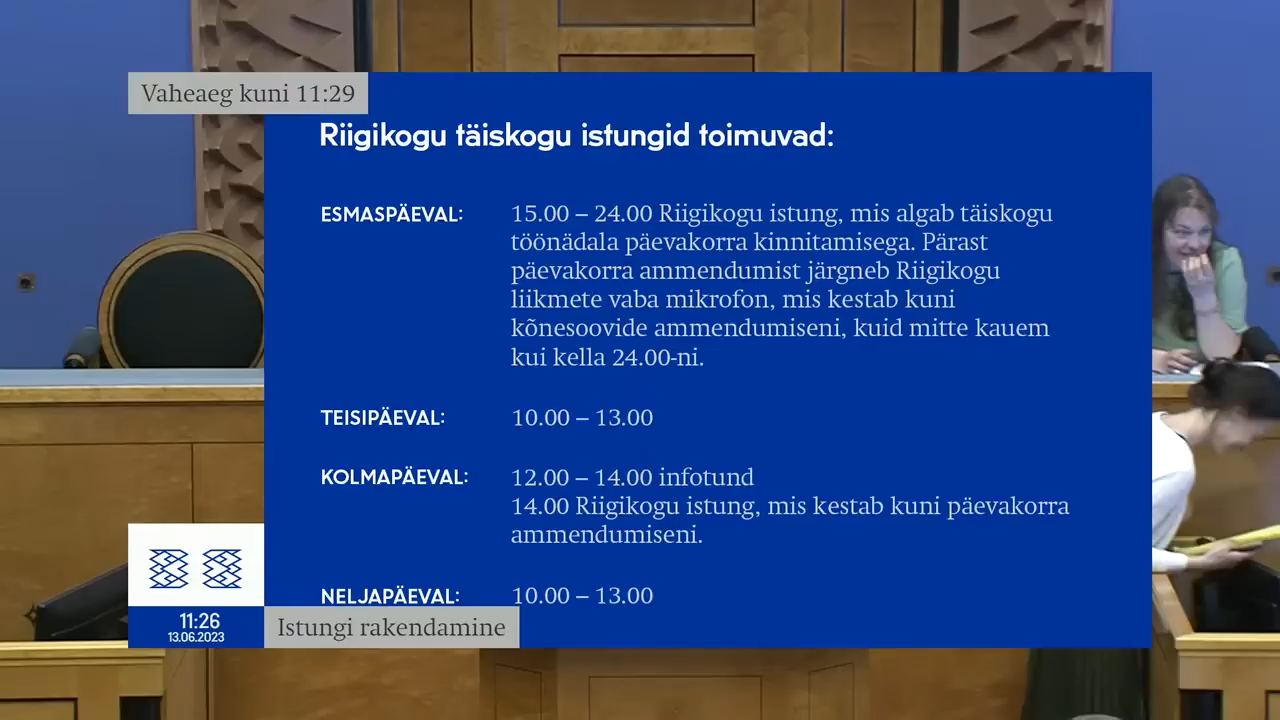 Vaheaeg kuni 11:29
Riigikogu täiskogu istungid toimuvad:
ESMASPÄEVAL:
15.00 – 24.00 Riigikogu istung, mis algab täiskogu
töönädala päevakorra kinnitamisega. Pärast
päevakorra ammendumist järgneb Riigikogu
liikmete vaba mikrofon, mis kestab kuni
kõnesoovide ammendumiseni, kuid mitte kauem
kui kella 24.00-ni.
TEISIPÄEVAL:
10.00 – 13.00
KOLMAPÄEVAL:
12.00 – 14.00 infotund
14.00 Riigikogu istung, mis kestab kuni päevakorra
ammendumiseni.
NELJAPÄEVAL:
10.00 – 13.00
11:26
13.06.2023
Istungi rakendamine